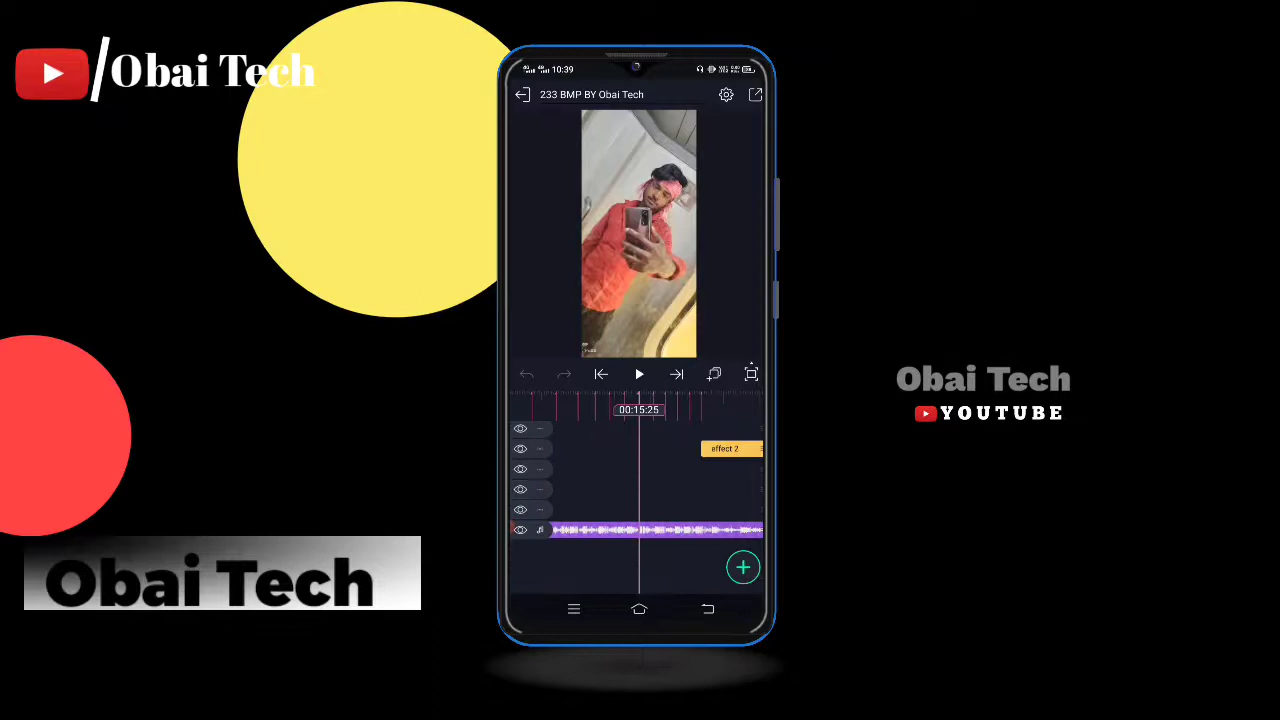 /Obai Tech
10:39
233 BMP BY Obai Tech
00:15:25
effect 2
Obai Tech
YOUTUBE
Obai Tech